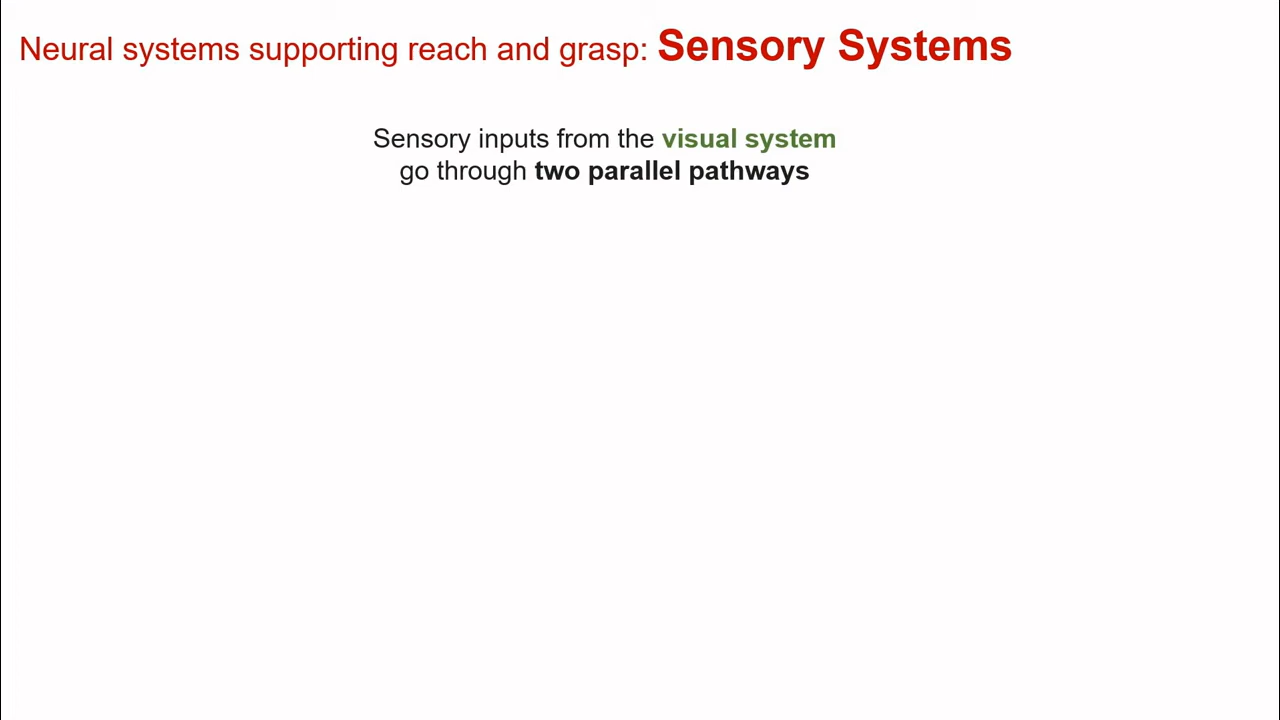 Neural systems supporting reach and grasp: Sensory Systems
Sensory inputs from the visual system
go through two parallel pathways